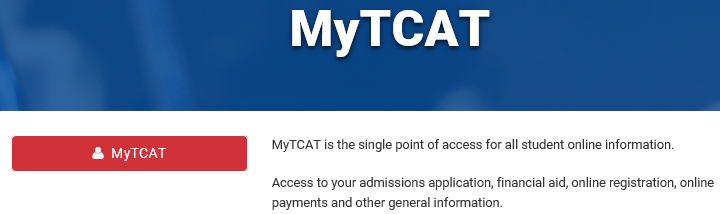 MyTCAT
MyTCAT
MyTCAT is the single point of access for all student online information.
Access to your admissions application, financial aid, online registration, online
payments and other general information.